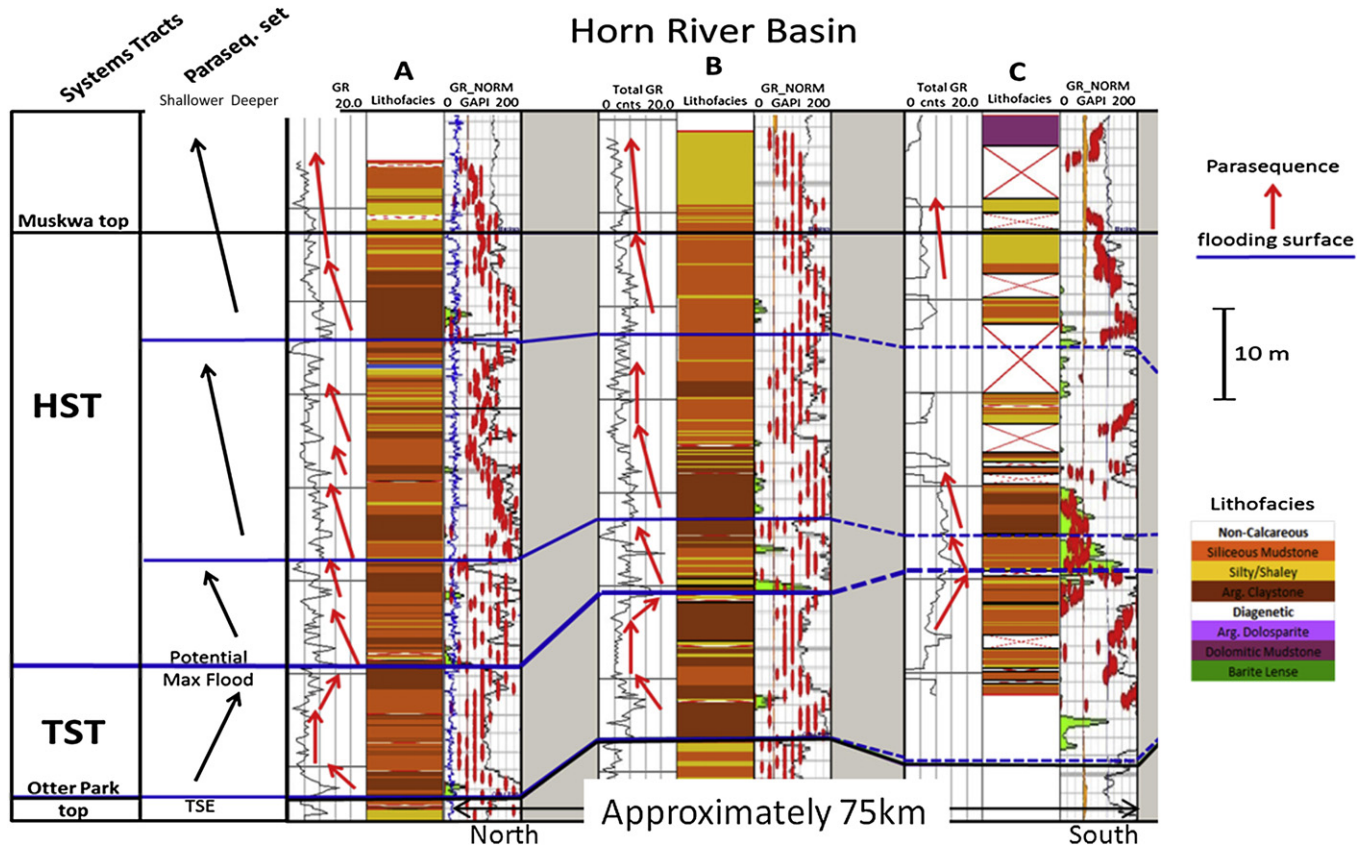 Horn River Basin
Systems Tracts
Paraseq. set
Shallower Deeper
A
B
C
GR
20.0
Lithofacies
GR_NORM
GAPI 200
Total GR
0 cnts 20.0
Lithofacies
GR_NORM
0 GAPI 200
Total GR
0 cnts 20.0
Lithofacies
GR_NORM
0 GAPI 200
Muskwa top
HST
Potential
Max Flood
TST
Otter Park
top
TSE
Parasequence
flooding surface
10 m
Lithofacies
Non-Calcareous
Siliceous Mudstone
Silty/Shaley
Arg. Claystone
Diagenetic
Arg. Dolosparite
Dolomitic Mudstone
Barite Lense
Approximately 75km
North
South